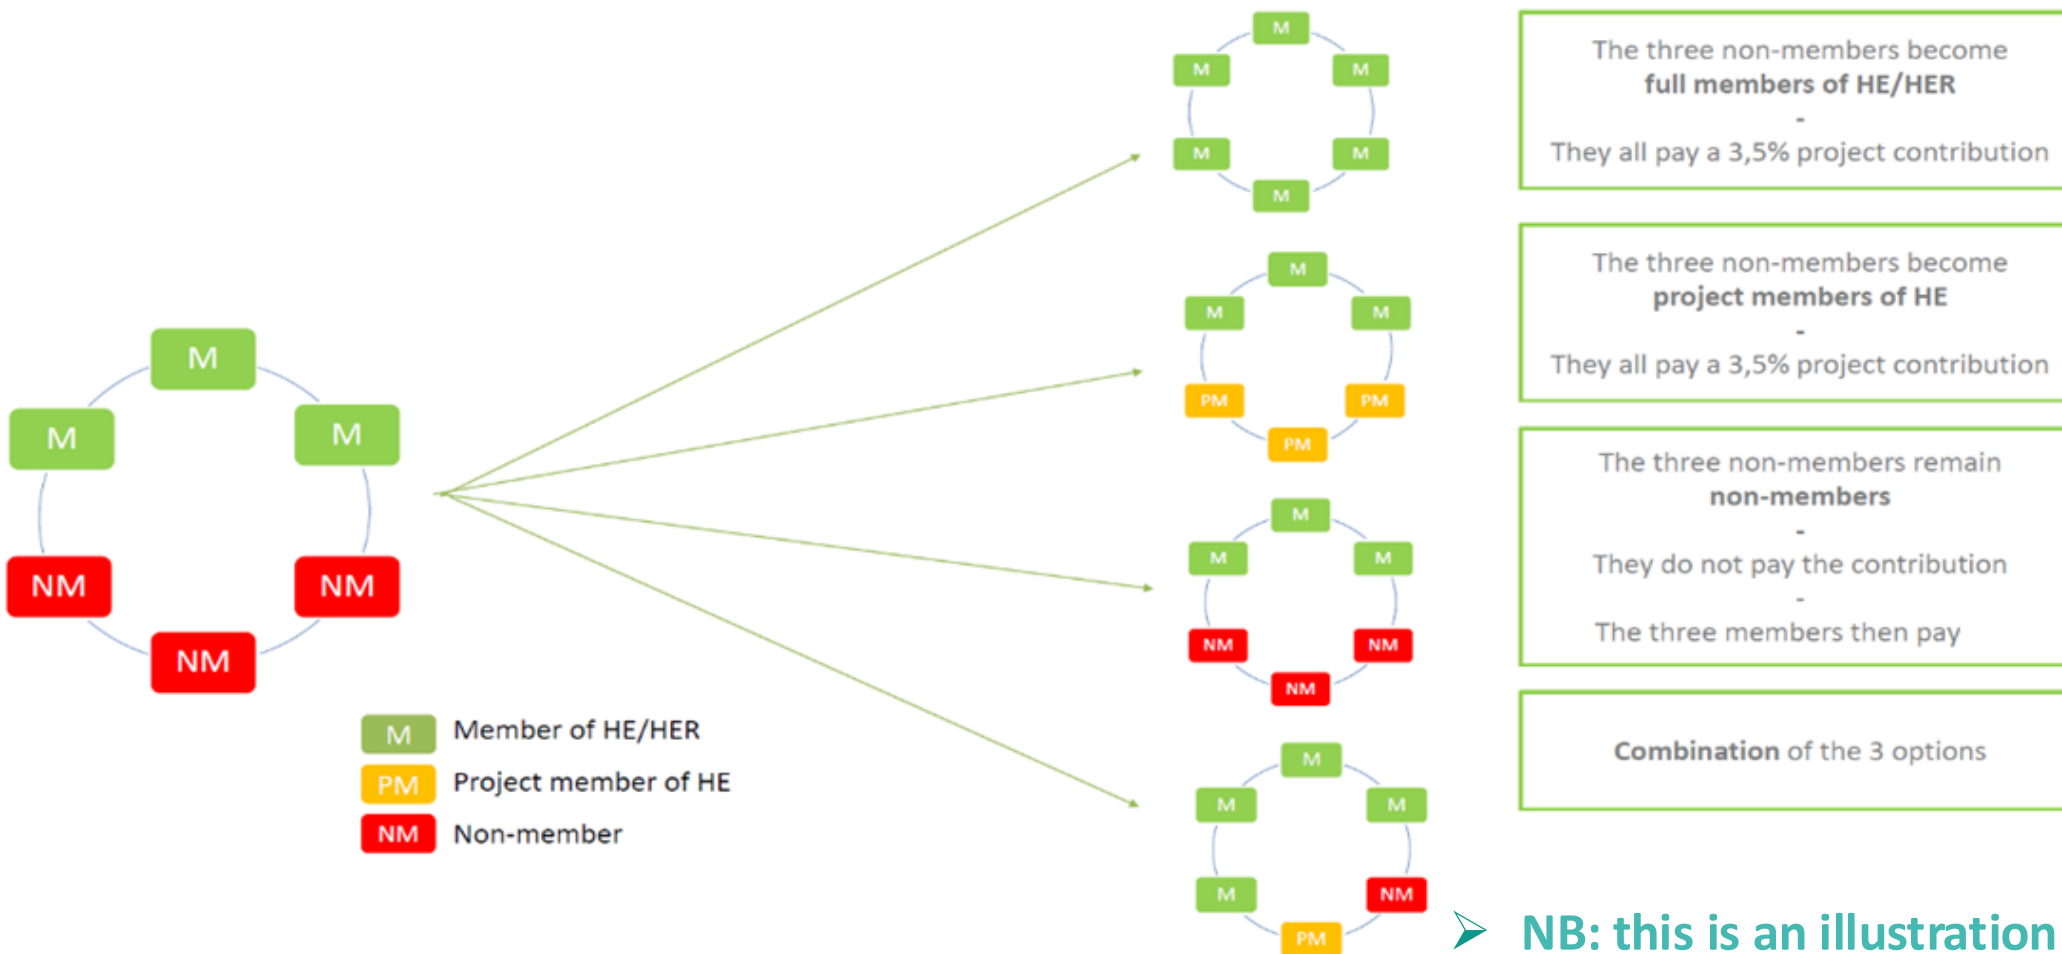 M
M
M
NM
NM
NM
M Member of HE/HER
PM Project member of HE
NM Non-member
M
M
M
M
M
M
The three non-members become
full members of HE/HER
-
They all pay a 3,5% project contribution
M
M
M
PM
PM
PM
The three non-members become
project members of HE
-
They all pay a 3,5% project contribution
M
M
M
NM
NM
NM
The three non-members remain
non-members
-
They do not pay the contribution
-
The three members then pay
M
M
M
M
NM
PM
Combination of the 3 options
➢ NB: this is an illustration